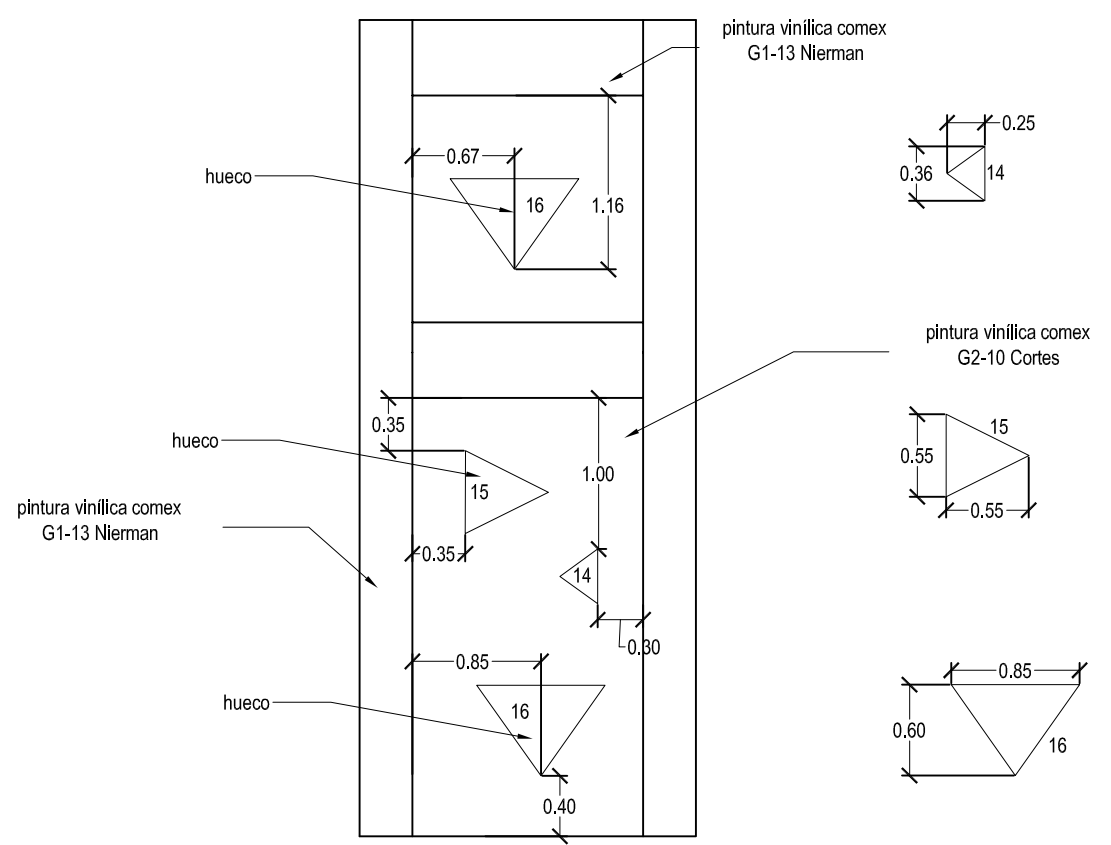 pintura vinílica comex
G1-13 Nierman
0.25
0.36
14
0.67
hueco
16
1.16
pintura vinílica comex
G2-10 Cortes
0.35
hueco
15
1.00
15
0.55
0.55
pintura vinílica comex
G1-13 Nierman
0.35
14
0.30
0.85
hueco
16
0.40
0.85
0.60
16